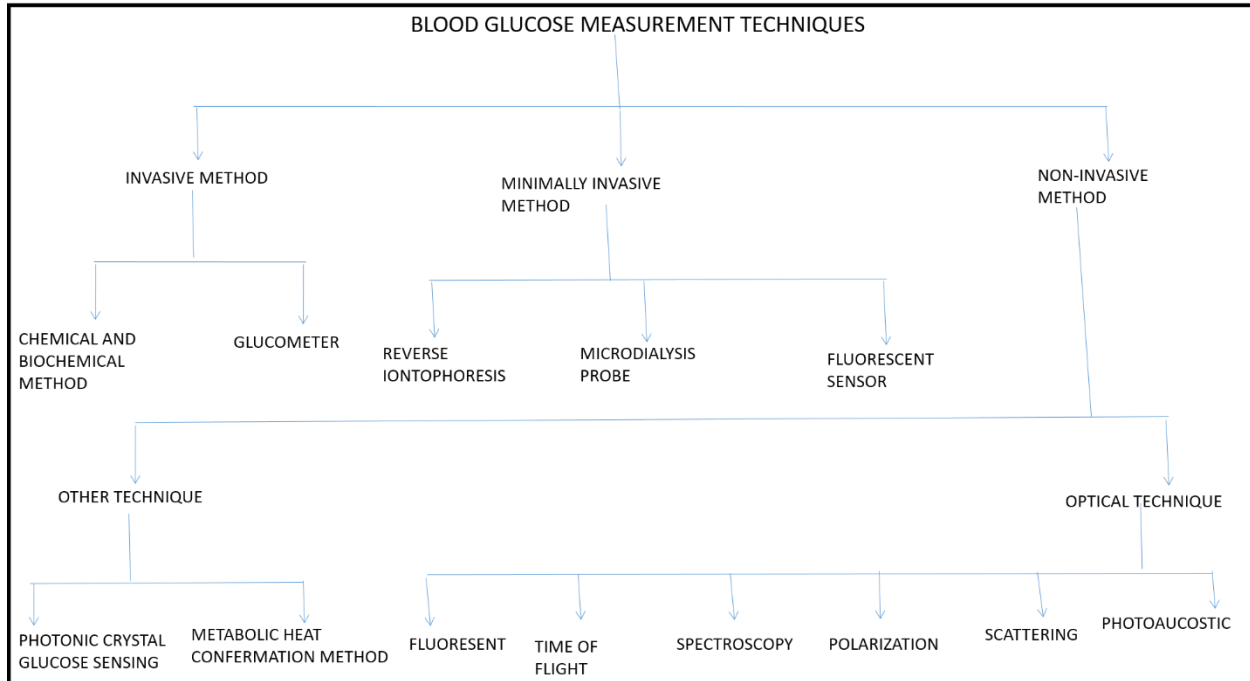 BLOOD GLUCOSE MEASUREMENT TECHNIQUES
INVASIVE METHOD
MINIMALLY INVASIVE
METHOD
NON-INVASIVE
METHOD
CHEMICAL AND
BIOCHEMICAL
METHOD
GLUCOMETER
REVERSE
IONTOPHORESIS
MICRODIALYSIS
PROBE
FLUORESCENT
SENSOR
OTHER TECHNIQUE
OPTICAL TECHNIQUE
PHOTONIC CRYSTAL
GLUCOSE SENSING
METABOLIC HEAT
CONFERMATION METHOD
FLUORESENT
TIME OF
FLIGHT
SPECTROSCOPY
POLARIZATION
SCATTERING
PHOTOAUCOSTIC